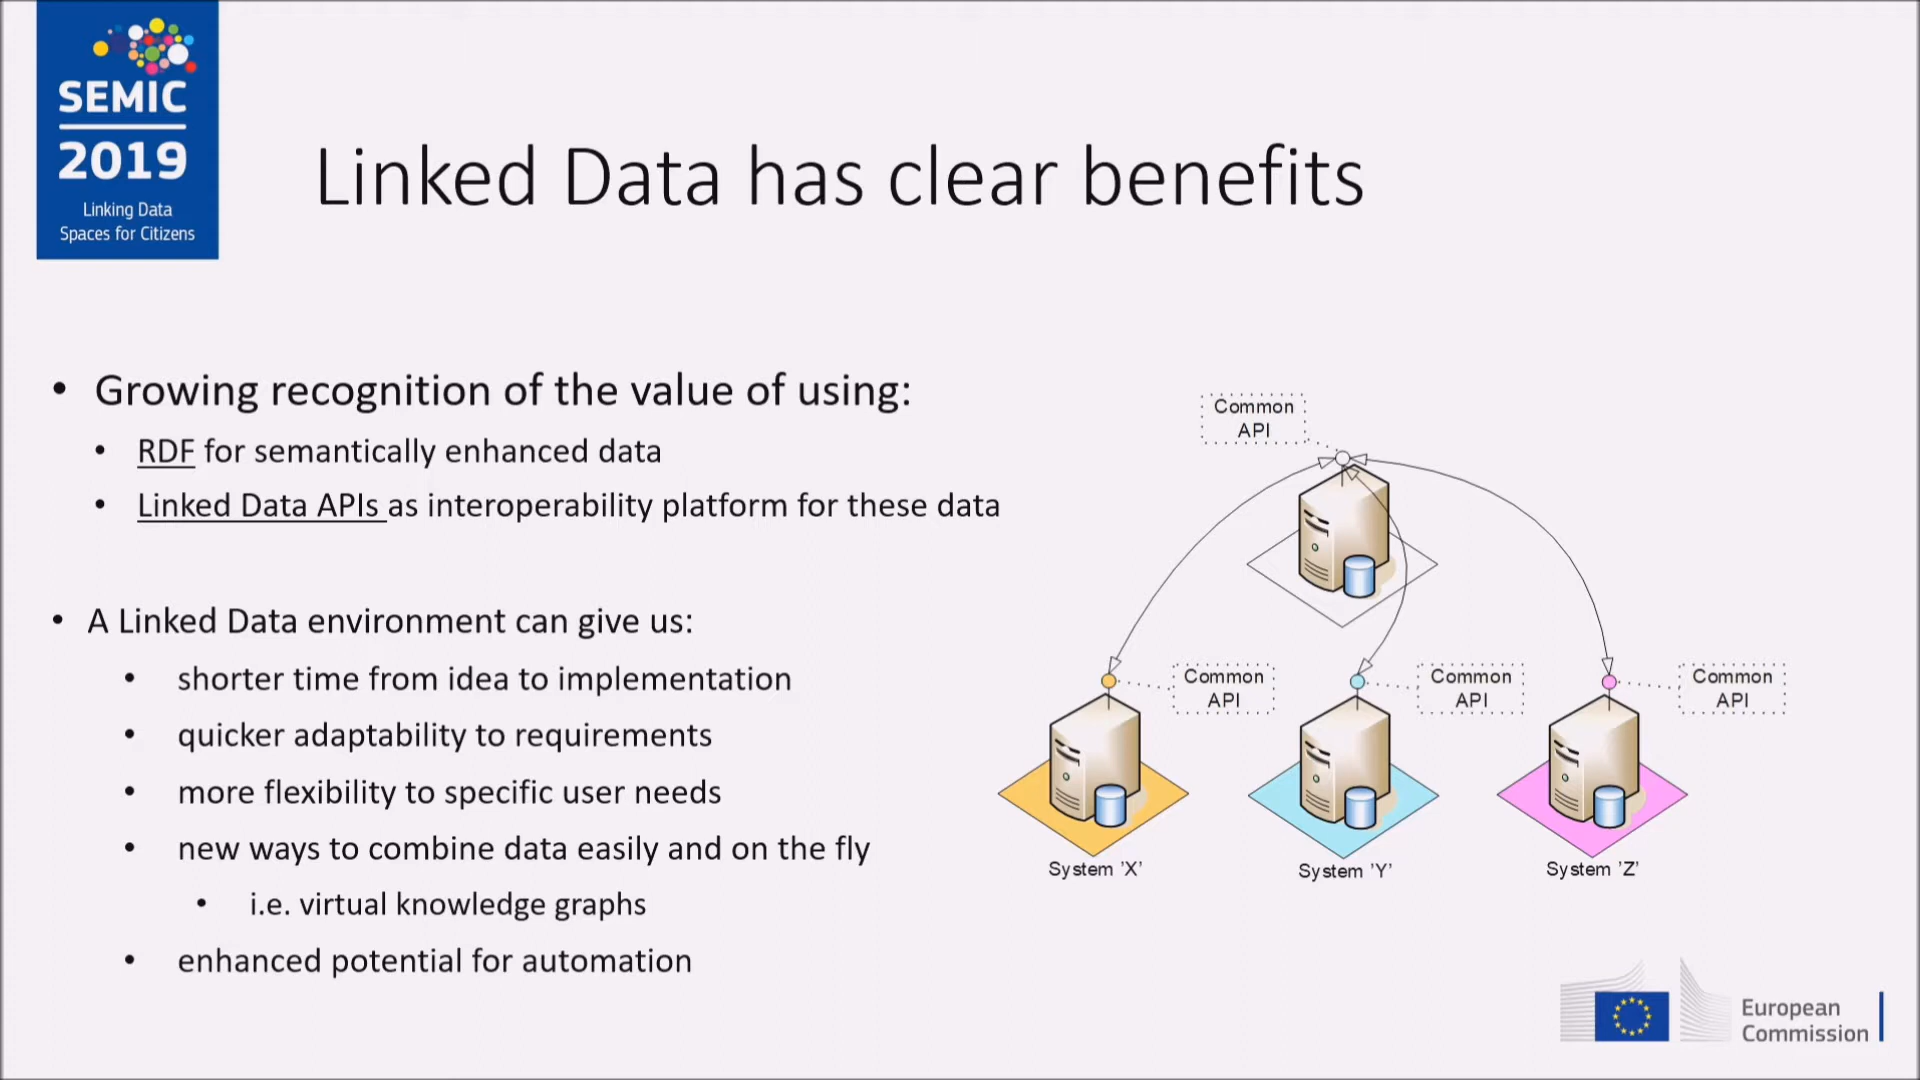 SEMIC
2019
Linking Data
Spaces for Citizens
Linked Data has clear benefits
• Growing recognition of the value of using:
• RDF for semantically enhanced data
• Linked Data APIs as interoperability platform for these data
• A Linked Data environment can give us:
• shorter time from idea to implementation
• quicker adaptability to requirements
• more flexibility to specific user needs
• new ways to combine data easily and on the fly
• i.e. virtual knowledge graphs
• enhanced potential for automation
Common
API
Common
API
Common
API
Common
API
System 'X'
System 'Y'
System 'Z'
European
Commission